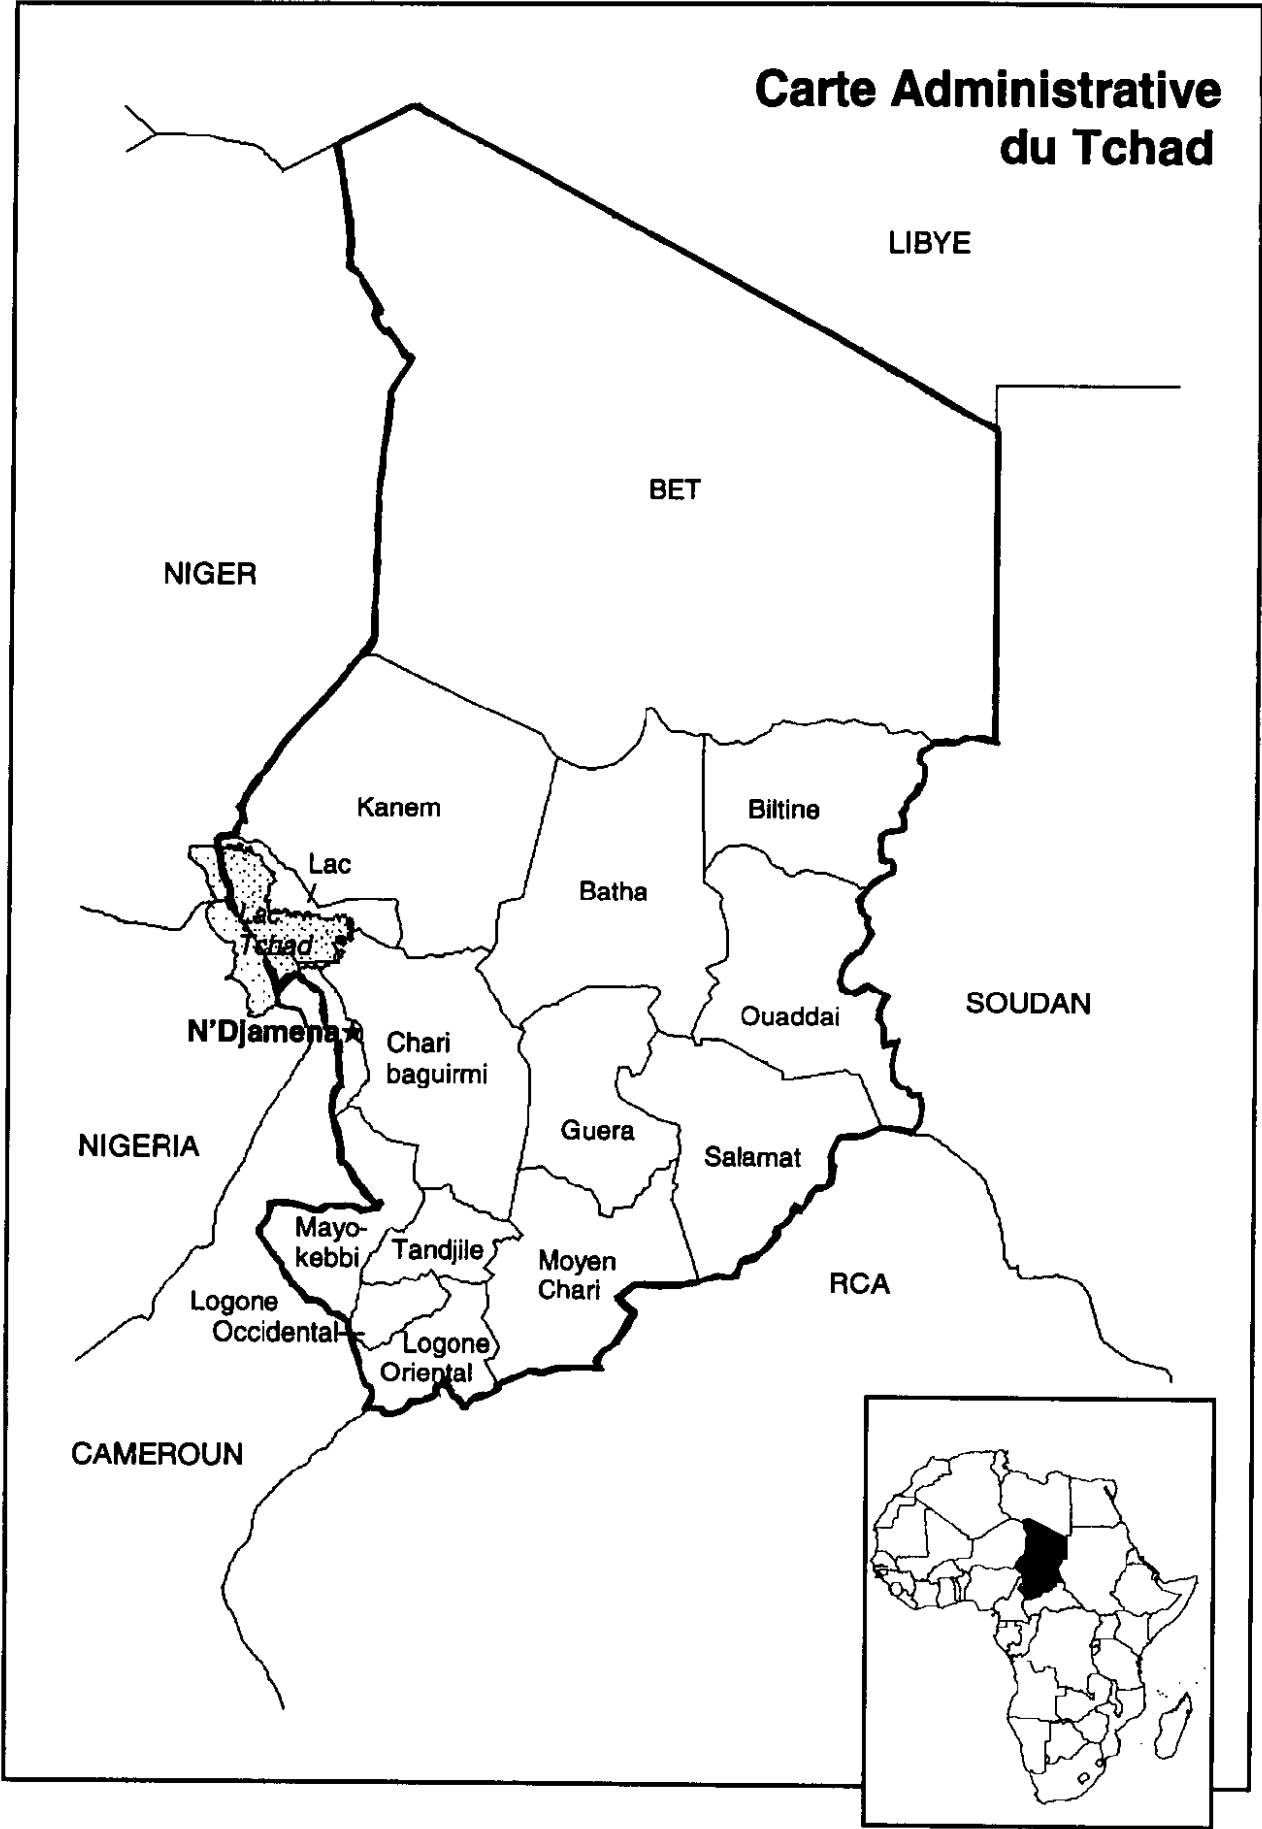 Carte Administrative
du Tchad
LIBYE
BET
NIGER
Kanem
Biltine
Lac
Batha
Lac
Tchad
SOUDAN
Ouaddai
N'Djamena
Chari
baguirmi
Guera
NIGERIA
Salamat
Mayo-
kebbi
Tandjile
Moyen
Chari
RCA
Logone
Occidental
Logone
Oriental
CAMEROUN